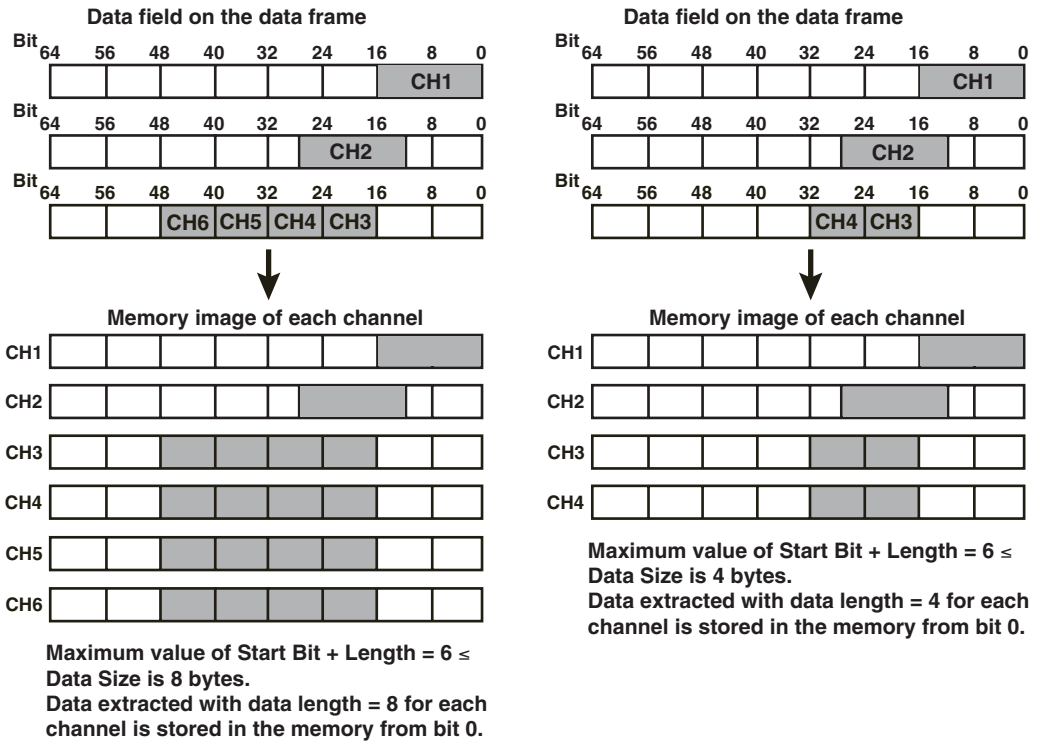 Data field on the data frame
Bit 64 56 48 40 32 24 16 8 0
CH1
Bit 64 56 48 40 32 24 16 8 0
CH2
Bit 64 56 48 40 32 24 16 8 0
CH6 CH5 CH4 CH3
Memory image of each channel
CH1
CH2
CH3
CH4
CH5
CH6
Maximum value of Start Bit + Length = 6 ≤
Data Size is 8 bytes.
Data extracted with data length = 8 for each
channel is stored in the memory from bit 0.
Data field on the data frame
Bit 64 56 48 40 32 24 16 8 0
CH1
Bit 64 56 48 40 32 24 16 8 0
CH2
Bit 64 56 48 40 32 24 16 8 0
CH4 CH3
Memory image of each channel
CH1
CH2
CH3
CH4
Maximum value of Start Bit + Length = 6 ≤
Data Size is 4 bytes.
Data extracted with data length = 4 for each
channel is stored in the memory from bit 0.